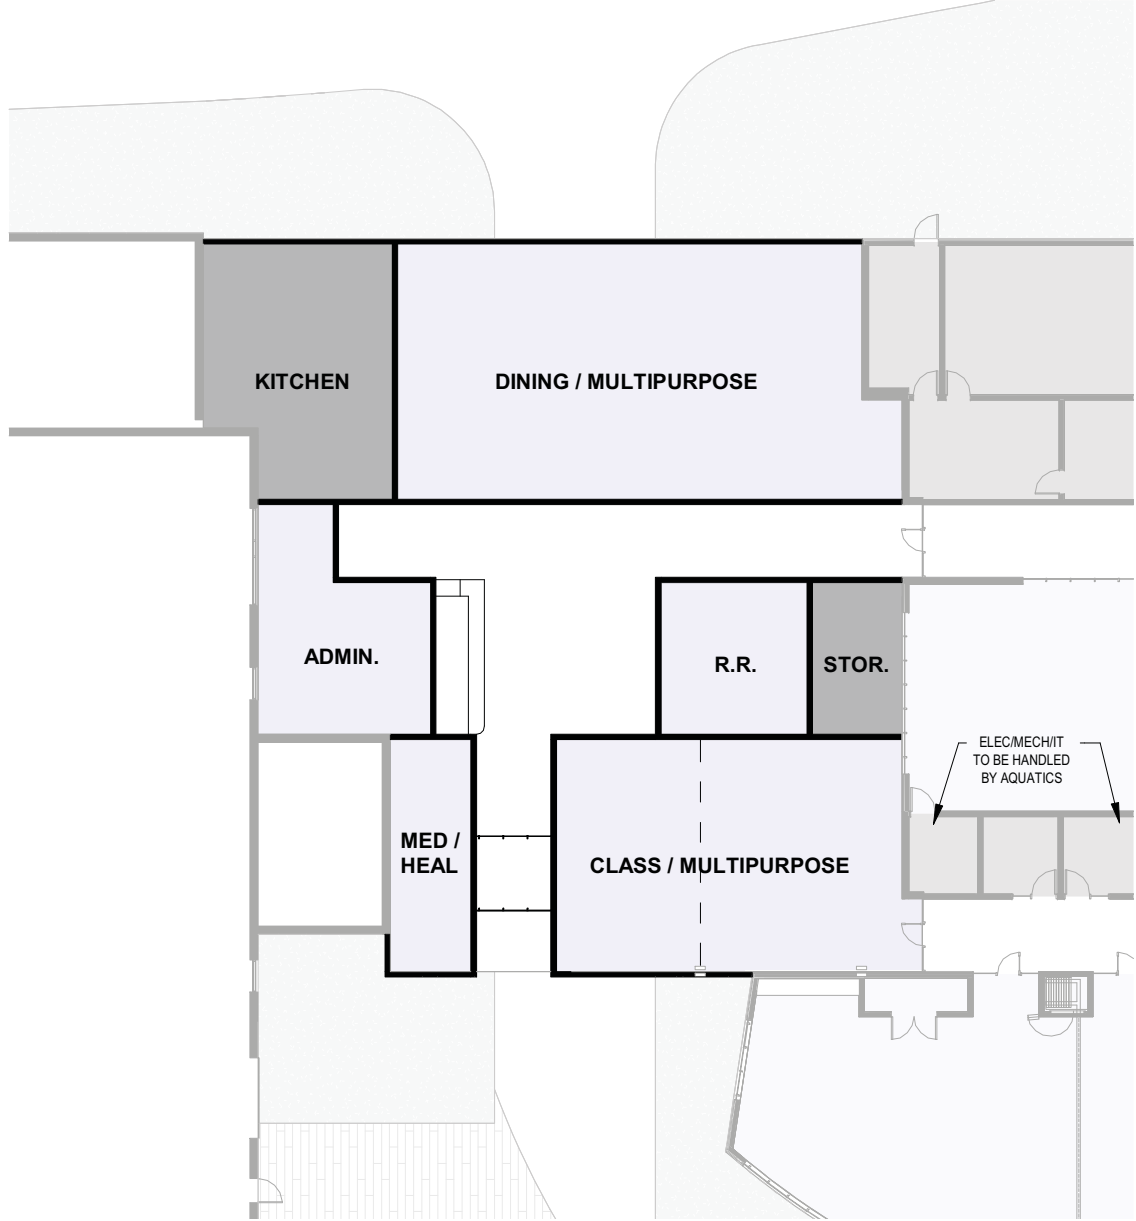 KITCHEN
DINING / MULTIPURPOSE
ADMIN.
R.R.
STOR.
ELEC/MECH/IT
TO BE HANDLED
BY AQUATICS
MED /
HEAL
CLASS / MULTIPURPOSE